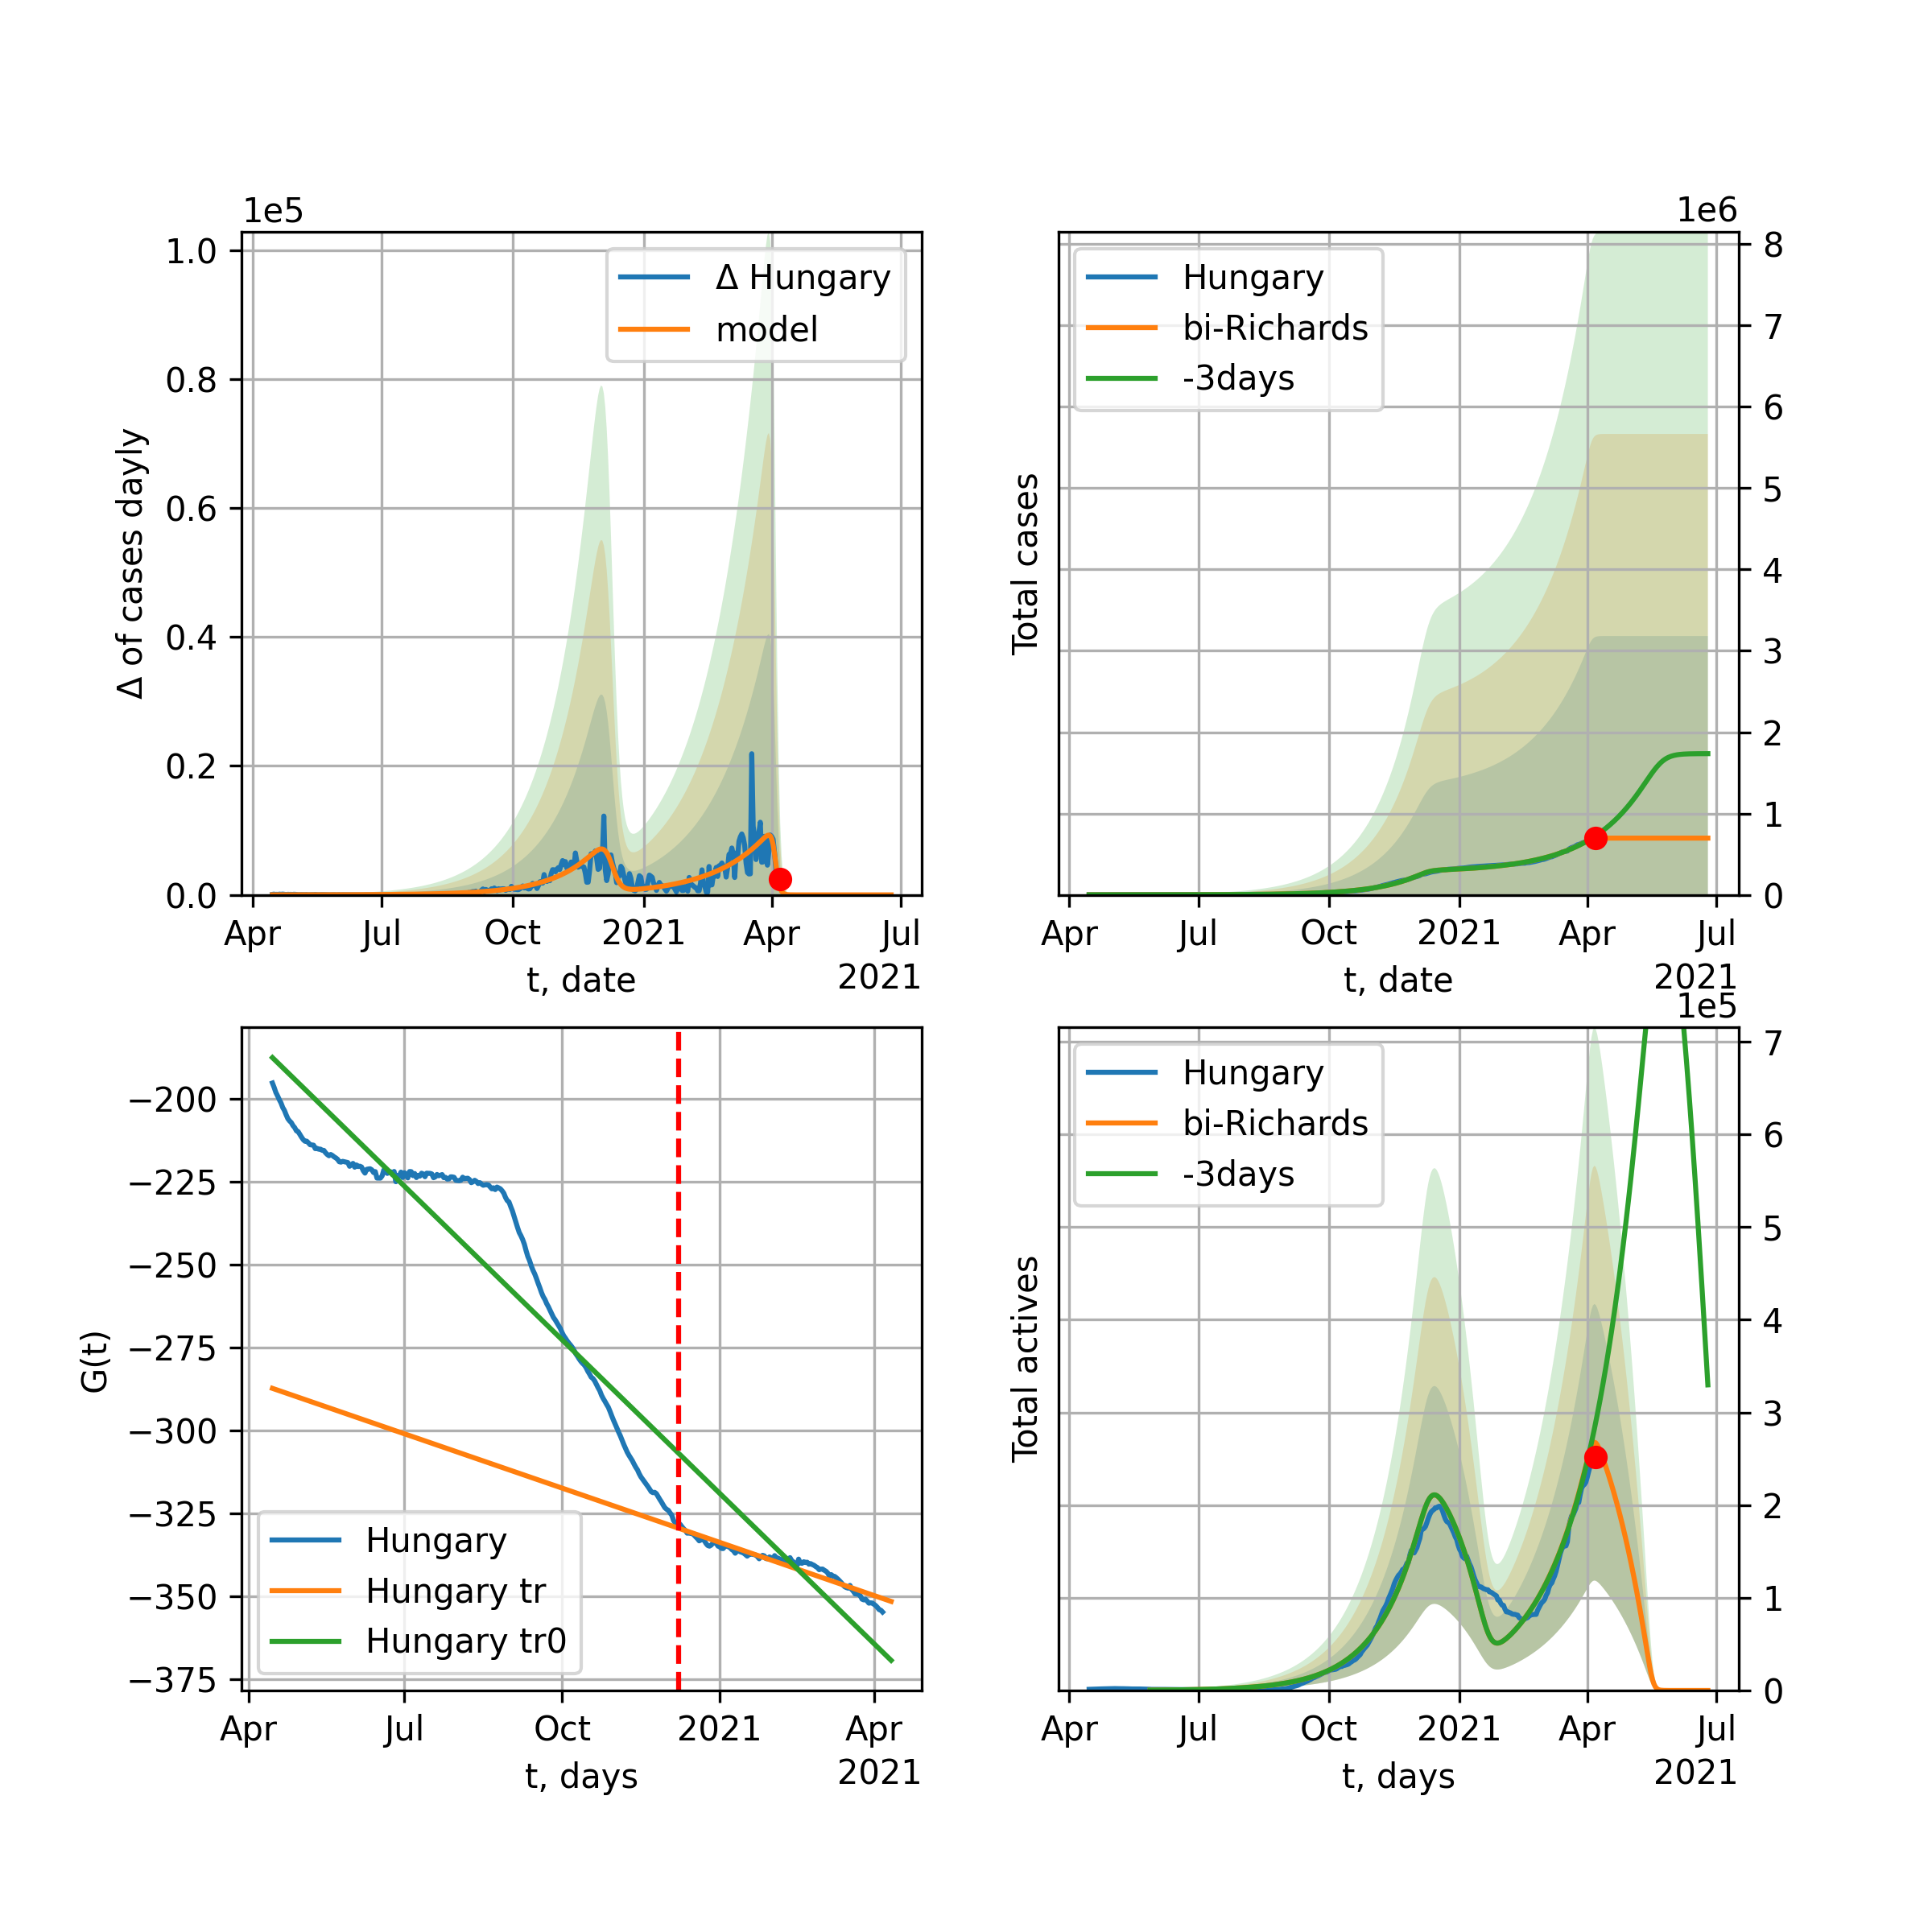 1e5
1.0
0.8
0.6
0.4
0.2
0.0
Δ of cases dayly
Δ Hungary
model
Apr Jul Oct 2021 Apr Jul
t, date
2021
1e6
8
7
6
5
4
3
2
1
0
Total cases
Hungary
bi-Richards
-3days
Apr Jul Oct 2021 Apr Jul
t, date
2021
−200
−225
−250
−275
−300
−325
−350
−375
G(t)
Hungary
Hungary tr
Hungary tr0
Apr Jul Oct 2021 Apr
t, days
2021
1e5
7
6
5
4
3
2
1
0
Total actives
Hungary
bi-Richards
-3days
Apr Jul Oct 2021 Apr Jul
t, days
2021